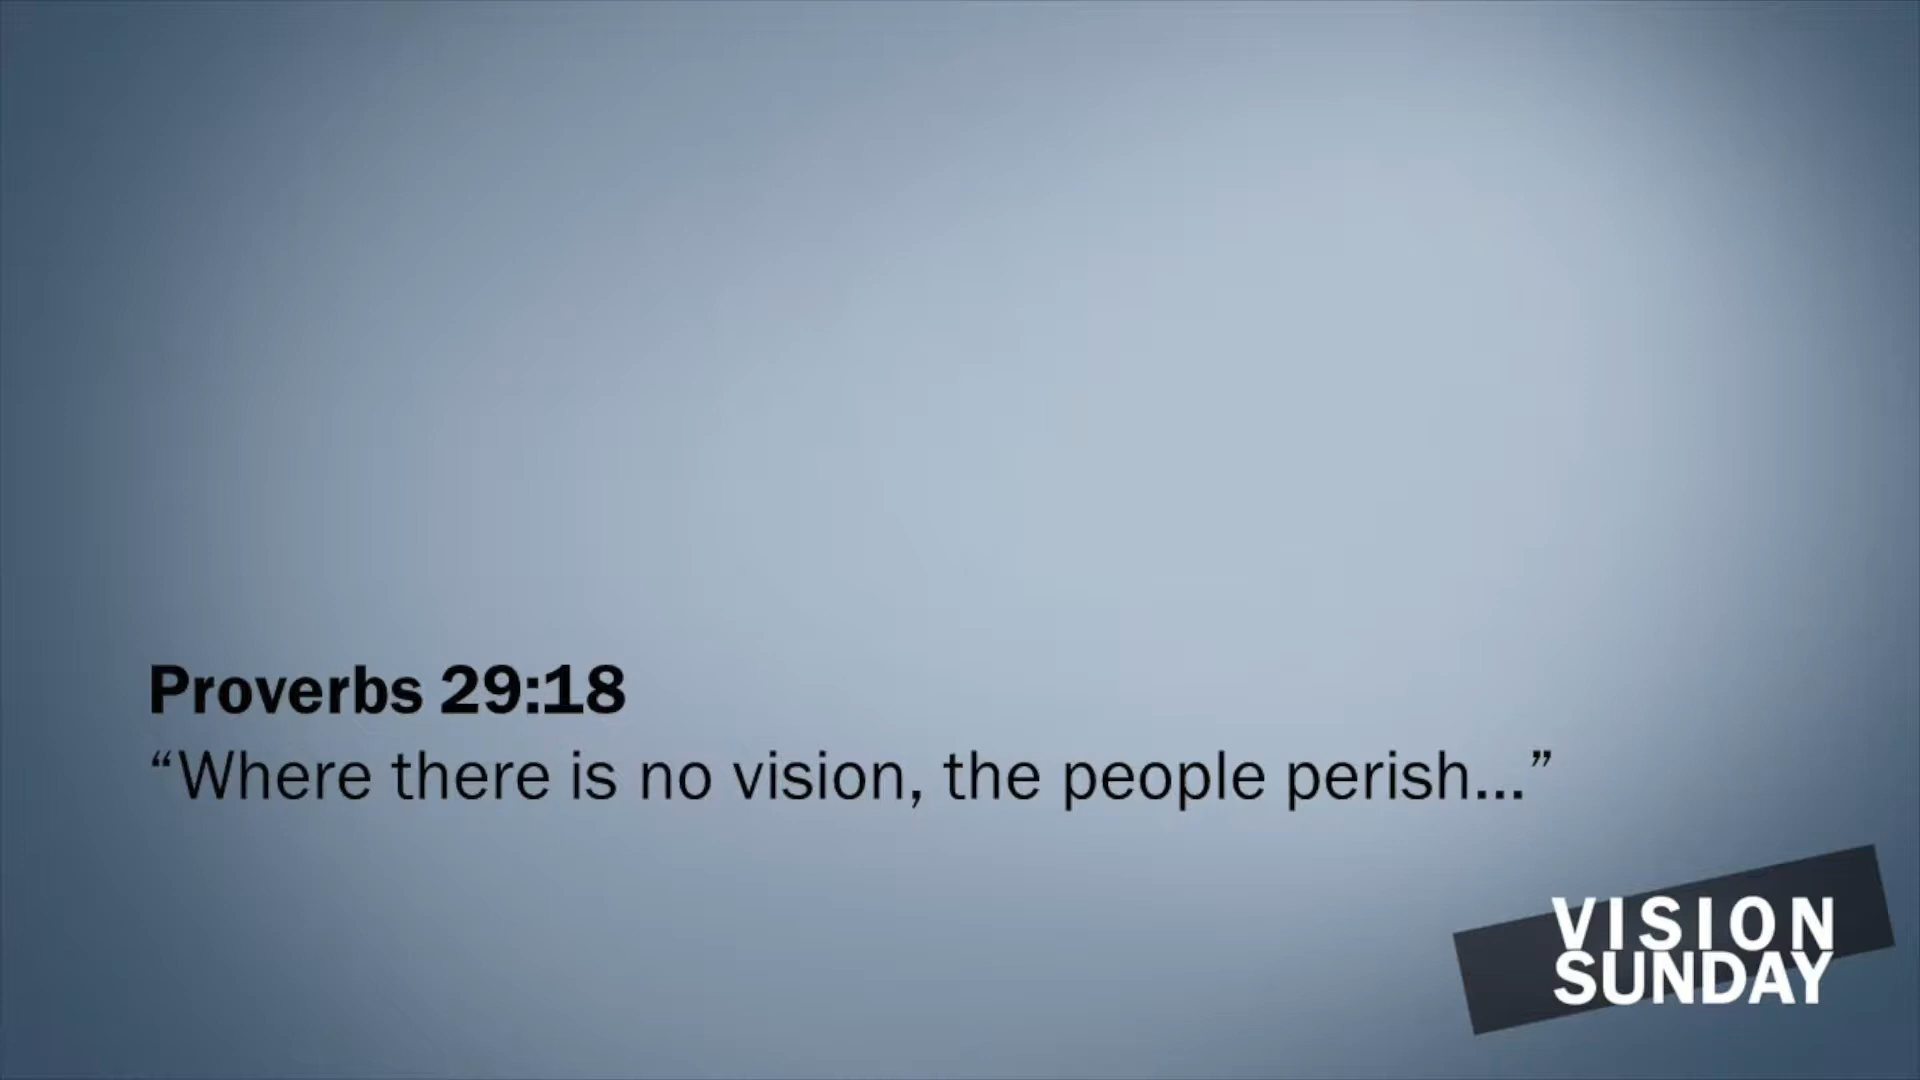 Proverbs 29:18
“Where there is no vision, the people perish...”
VISION
SUNDAY